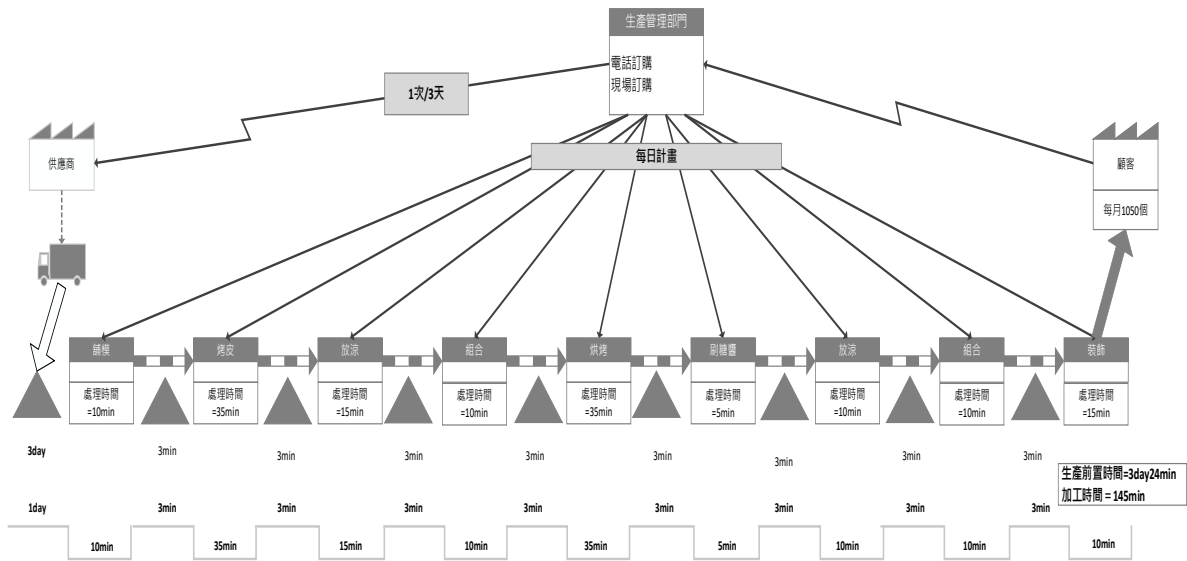 生產管理部門
電話訂購
現場訂購
1次/3天
每日計畫
供應商
顧客
每月1050個
舖模
處理時間
=10min
烤皮
處理時間
=35min
放涼
處理時間
=15min
組合
處理時間
=10min
烘烤
處理時間
=35min
刷糖醬
處理時間
=5min
放涼
處理時間
=10min
組合
處理時間
=10min
裝飾
處理時間
=15min
3day
3min
3min
3min
3min
3min
3min
3min
3min
生產前置時間=3day24min
加工時間 = 145min
1day
3min
3min
3min
3min
3min
3min
3min
3min
10min
35min
15min
10min
35min
5min
10min
10min
10min